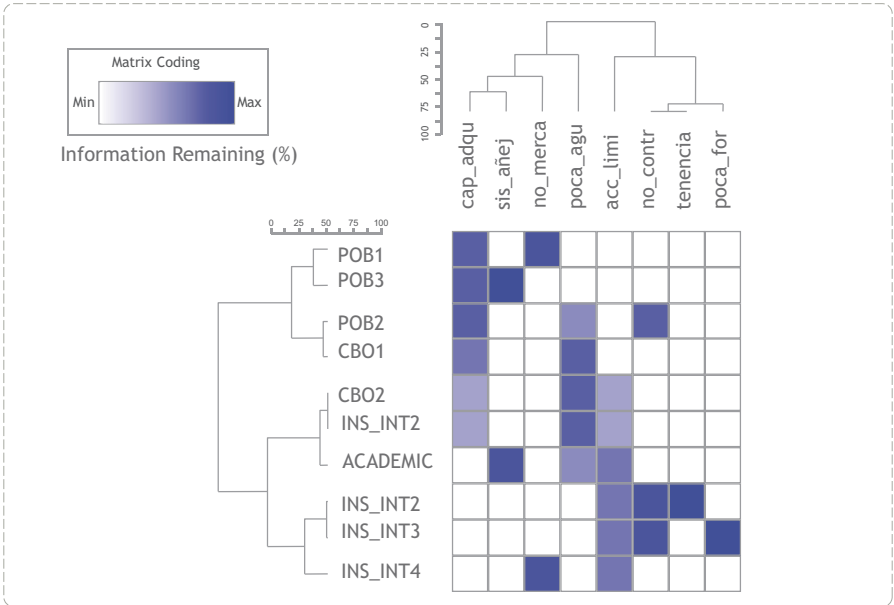 Matrix Coding
Min
Max
Information Remaining (%)
0
25
50
75
100
cap_adqu
sis_añej
no_merca
poca_agu
acc_limi
no_contr
tenencia
poca_for
0 25 50 75 100
POB1
POB3
POB2
CBO1
CBO2
INS_INT2
ACADEMIC
INS_INT2
INS_INT3
INS_INT4